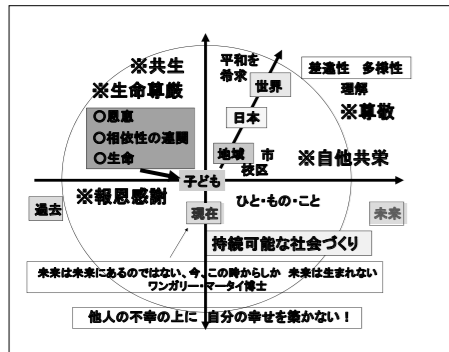 ※共生
※生命尊厳
平和を
希求
世界
差違性 多様性
理解
※尊敬
日本
〇恩恵
〇相依性の連関
〇生命
地域 市
校区
※自他共栄
子ども
※報恩感謝
過去
現在
ひと・もの・こと
未来
持続可能な社会づくり
未来は未来にあるのではない、今、この時からしか 未来は生まれない
ワンガリー・マータイ博士
他人の不幸の上に 自分の幸せを築かない！